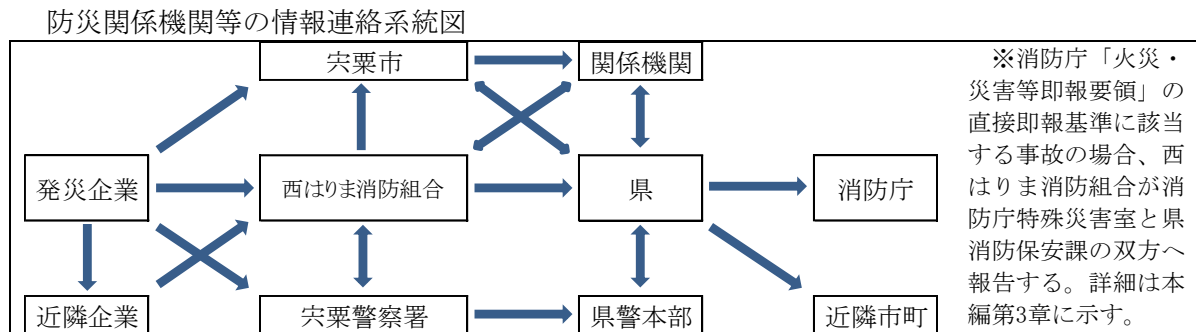 防災関係機関等の情報連絡系統図
宍粟市
関係機関
発災企業
西はりま消防組合
県
消防庁
近隣企業
宍粟警察署
県警本部
近隣市町
※消防庁「火災・
災害等即報要領」の
直接即報基準に該当
する事故の場合、西
はりま消防組合が消
防庁特殊災害室と県
消防保安課の双方へ
報告する。詳細は本
編第3章に示す。